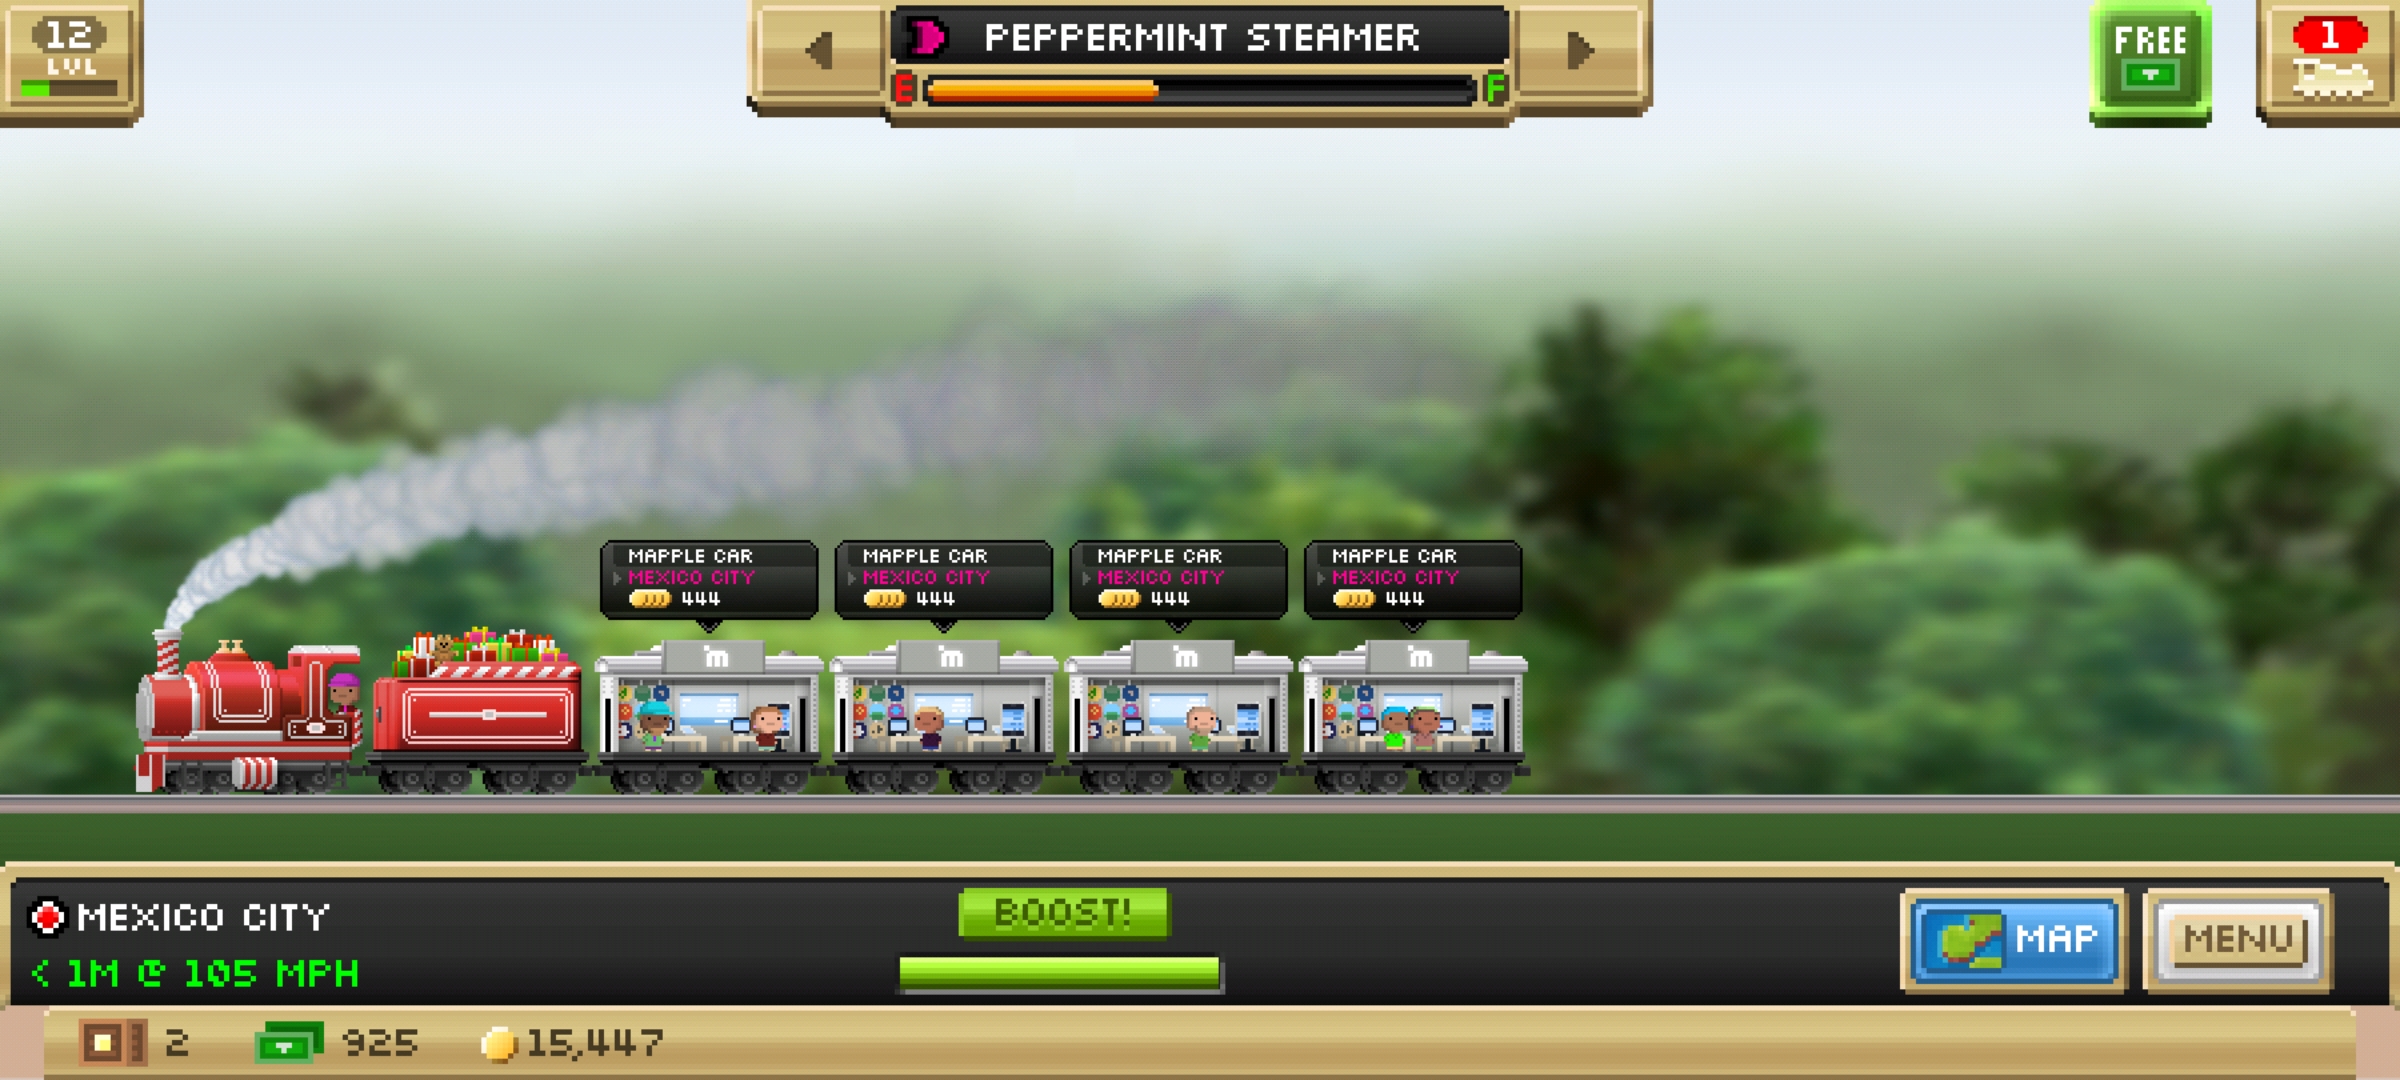 12
LVL
PEPPERMINT STEAMER
E
F
FREE
1
MAPPLE CAR
MEXICO CITY
444
MAPPLE CAR
MEXICO CITY
444
MAPPLE CAR
MEXICO CITY
444
MAPPLE CAR
MEXICO CITY
444
m
m
m
m
MEXICO CITY
< 1M @ 105 MPH
BOOST!
MAP
MENU
2
925
15,447